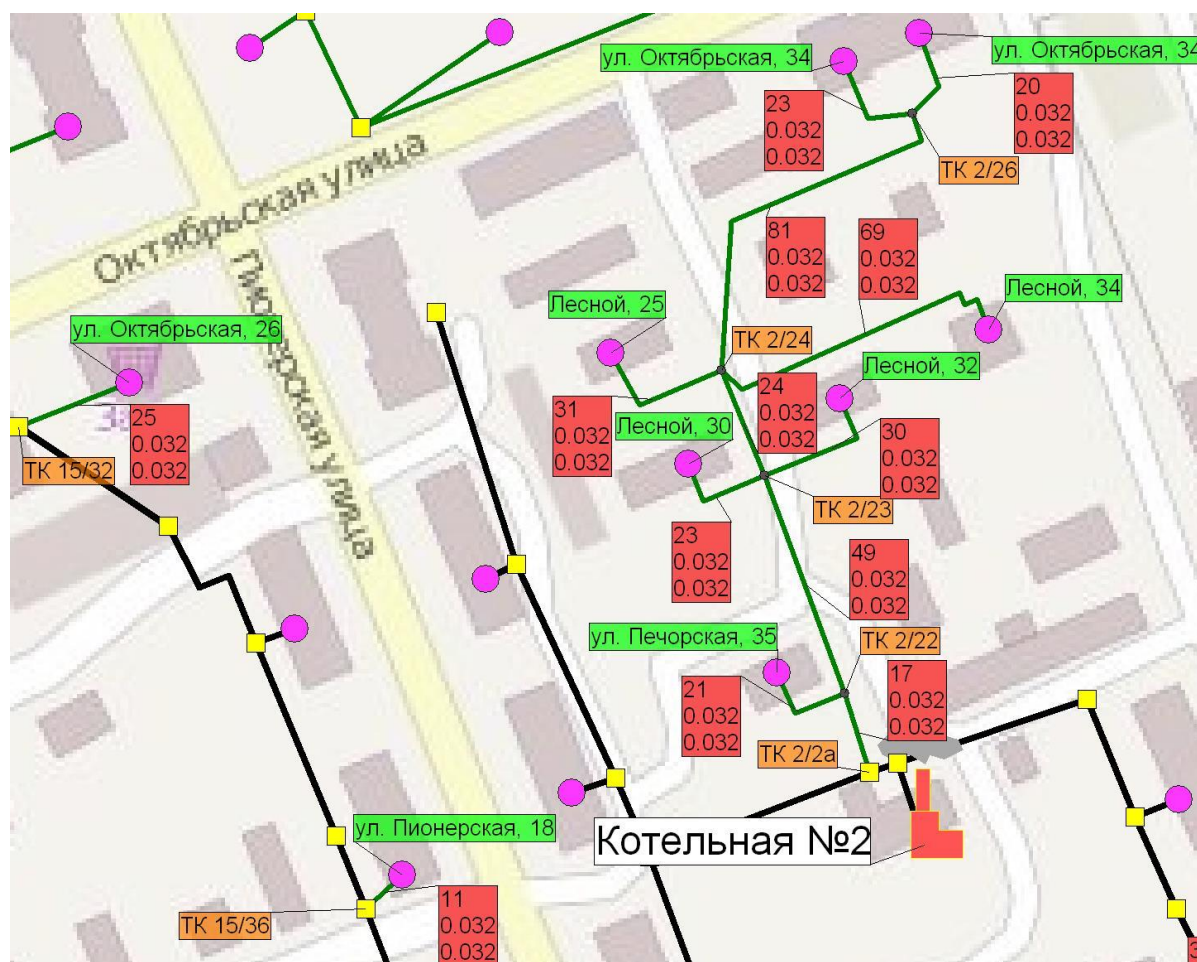 ул. Октябрьская, 34
ул. Октябрьская, 34
23
0.032
0.032
20
0.032
0.032
ТК 2/26
Октябрьская улица
81
0.032
0.032
69
0.032
0.032
Пионерская улица
Лесной, 25
Лесной, 34
ул. Октябрьская, 26
ТК 2/24
Лесной, 32
24
0.032
0.032
31
0.032
0.032
25
0.032
0.032
Лесной, 30
30
0.032
0.032
ТК 15/32
ТК 2/23
23
0.032
0.032
49
0.032
0.032
ул. Печорская, 35
ТК 2/22
17
0.032
0.032
21
0.032
0.032
ТК 2/2а
Котельная №2
ул. Пионерская, 18
11
0.032
0.032
ТК 15/36